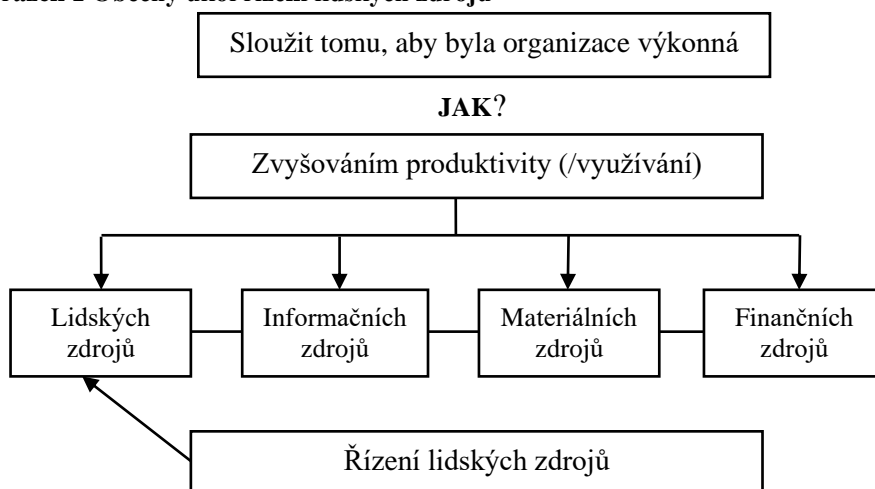 Sloužit tomu, aby byla organizace výkonná
JAK?
Zvyšováním produktivity (/využívání)
Lidských
zdrojů
Informačních
zdrojů
Materiálních
zdrojů
Finančních
zdrojů
Řízení lidských zdrojů